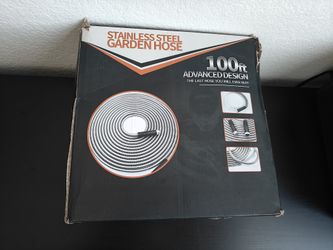 STAINLESS STEEL
GARDEN HOSE
100ft
ADVANCED DESIGN
THE LAST HOSE YOU WILL EVER BUY!